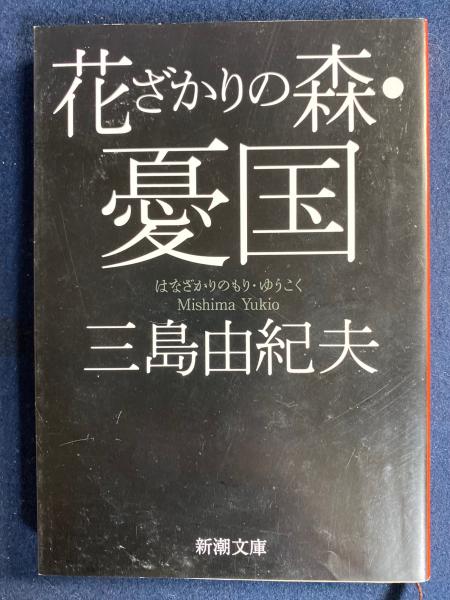 花ざかりの森・
憂国
はなざかりのもり・ゆうこく
Mishima Yukio
三島由紀夫
新潮文庫